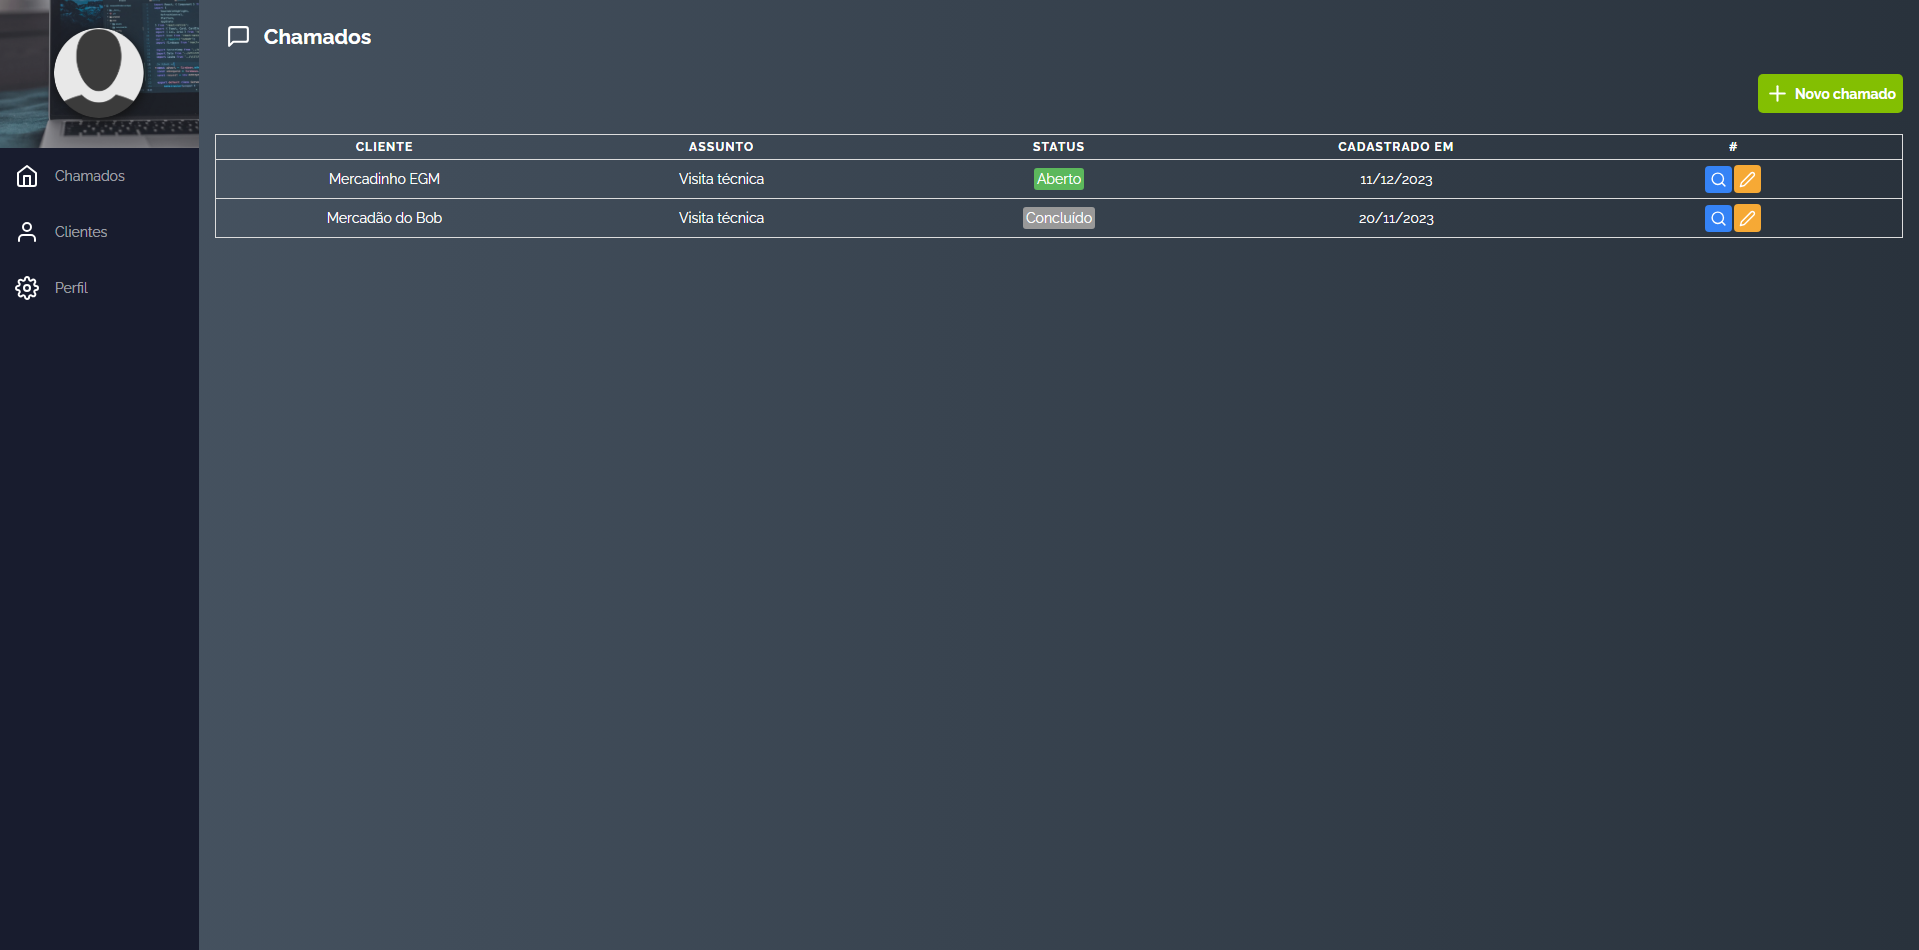 Chamados
Novo chamado
Chamados
Clientes
Perfil
CLIENTE ASSUNTO STATUS CADASTRADO EM #
Mercadinho EGM Visita técnica Aberto 11/12/2023
Mercadão do Bob Visita técnica Concluído 20/11/2023